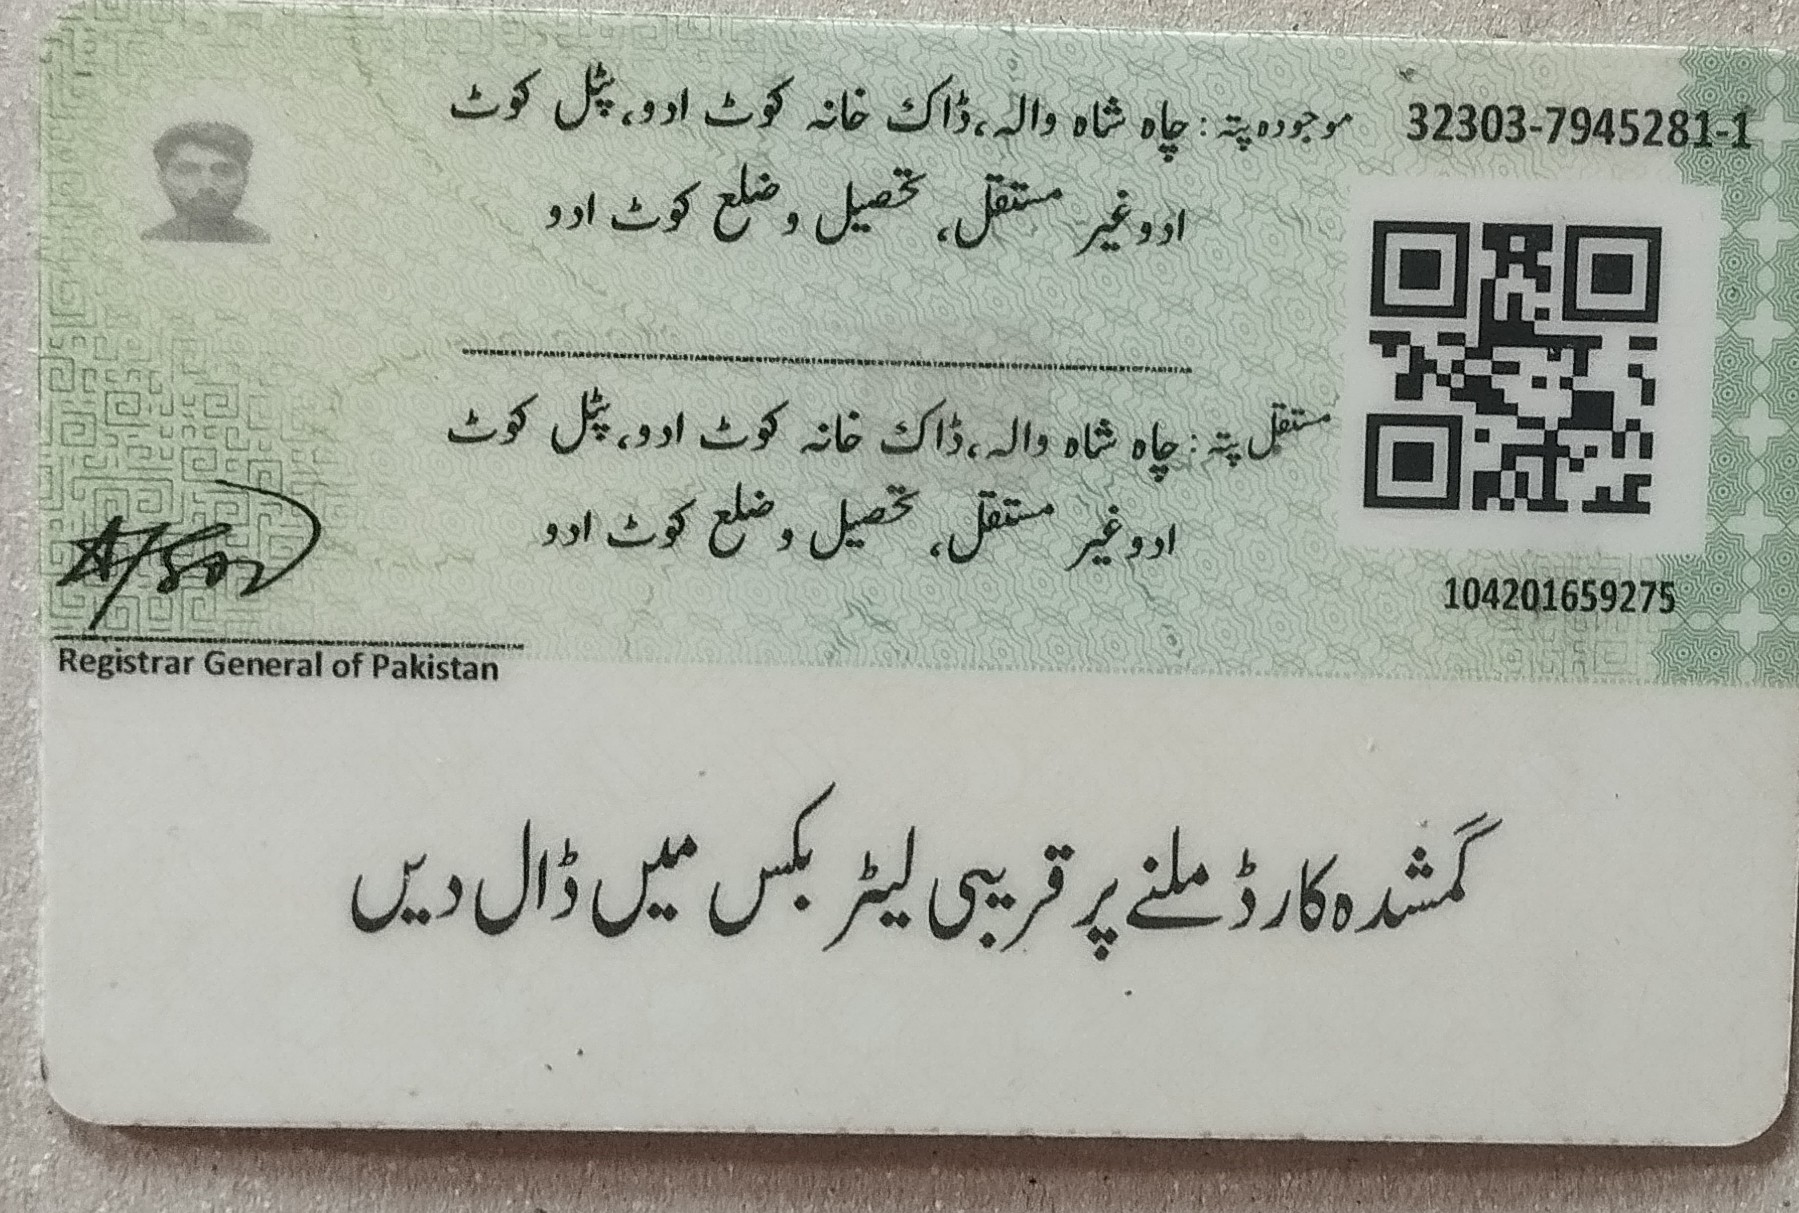 موجودہ پتہ: چاہ شاہ والہ، ڈاک خانہ کوٹ ادو، پٹل کوٹ
ادو غیر مستقل، تحصیل و ضلع کوٹ ادو
32303-7945281-1
GOVERNMENTOFPAKISTANGOVERNMENTOFPAKISTANGOVERNMENTOFPAKISTANGOVERNMENTOFPAKISTANGOVERNMENTOFPAKISTAN
مستقل پتہ: چاہ شاہ والہ، ڈاک خانہ کوٹ ادو، پٹل کوٹ
ادو غیر مستقل، تحصیل و ضلع کوٹ ادو
104201659275
Registrar General of Pakistan
گمشدہ کارڈ ملنے پر قریبی لیٹر بکس میں ڈال دیں